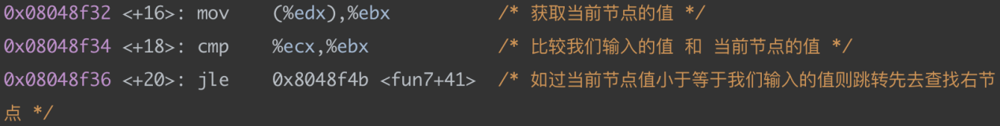 0x08048f32 <+16>: mov    (%edx),%ebx          /* 获取当前节点的值 */
0x08048f34 <+18>: cmp    %ecx,%ebx            /* 比较我们输入的值 和 当前节点的值 */
0x08048f36 <+20>: jle    0x8048f4b <fun7+41>  /* 如过当前节点值小于等于我们输入的值则跳转先去查找右节
点 */